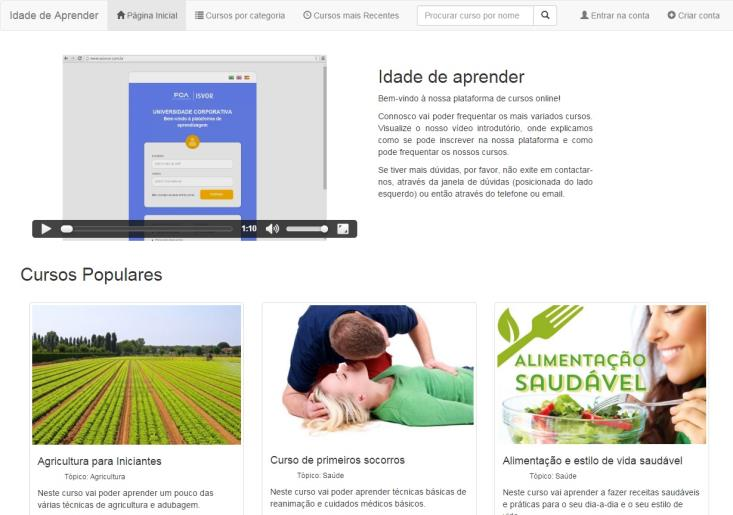 Idade de Aprender
Página Inicial
Cursos por categoria
Cursos mais Recentes
Procurar curso por nome
Entrar na conta
Criar conta
FCA ISVOR
UNIVERSIDADE CORPORATIVA
Bem-vindo à plataforma de
aprendizagem
1:10
Idade de aprender
Bem-vindo à nossa plataforma de cursos online!
Connosco vai poder frequentar os mais variados cursos.
Visualize o nosso vídeo introdutório, onde explicamos
como se pode inscrever na nossa plataforma e como
pode frequentar os nossos cursos.
Se tiver mais dúvidas, por favor, não exite em contactar-
nos, através da janela de dúvidas (posicionada do lado
esquerdo) ou então através do telefone ou email.
Cursos Populares
Agricultura para Iniciantes
Tópico: Agricultura
Neste curso vai poder aprender um pouco das
várias técnicas de agricultura e adubagem.
Curso de primeiros socorros
Tópico: Saúde
Neste curso vai poder aprender técnicas básicas de
reanimação e cuidados médicos básicos.
ALIMENTAÇÃO
SAUDÁVEL
Alimentação e estilo de vida saudável
Tópico: Saúde
Neste curso vai aprender a fazer receitas saudáveis
e práticas para o seu dia-a-dia e o seu estilo de